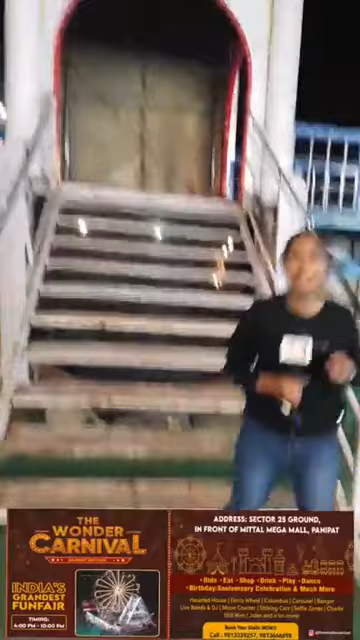 THE
WONDER
CARNIVAL
INDIA'S
GRANDEST
FUNFAIR
TIMING:
4:00 PM - 10:00 PM
ADDRESS: SECTOR 25 GROUND,
IN FRONT OF MITTAL MEGA MALL, PANIPAT
• Ride • Eat • Shop • Drink • Play • Dance
• Birthday/Anniversary Celebration & Much More
Haunted House | Ferris Wheel | Columbus | Carousel | Ranger
Live Bands & DJ | Moon Counter | Striking Cars | Selfie Zones | Charlie
Book Your Stalls NOW!!